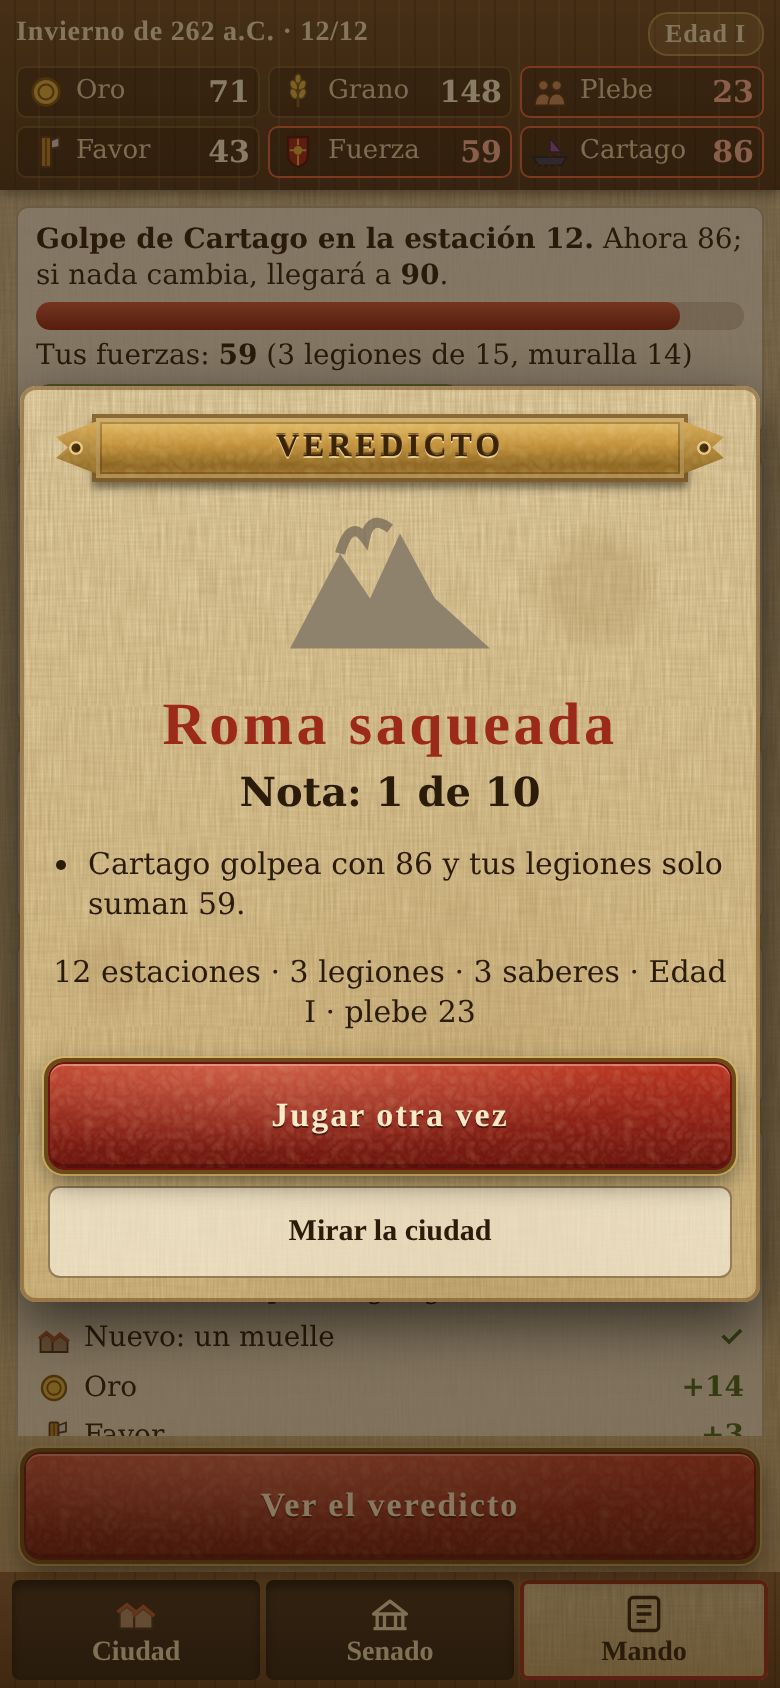 Invierno de 262 a.C. · 12/12
Edad I
Oro 71
Grano 148
Plebe 23
Favor 43
Fuerza 59
Cartago 86
Golpe de Cartago en la estación 12. Ahora 86;
si nada cambia, llegará a 90.
Tus fuerzas: 59 (3 legiones de 15, muralla 14)
VEREDICTO
Roma saqueada
Nota: 1 de 10
• Cartago golpea con 86 y tus legiones solo
suman 59.
12 estaciones · 3 legiones · 3 saberes · Edad
I · plebe 23
Jugar otra vez
Mirar la ciudad
Nuevo: un muelle
Oro +14
Favor +3
Ver el veredicto
Ciudad
Senado
Mando